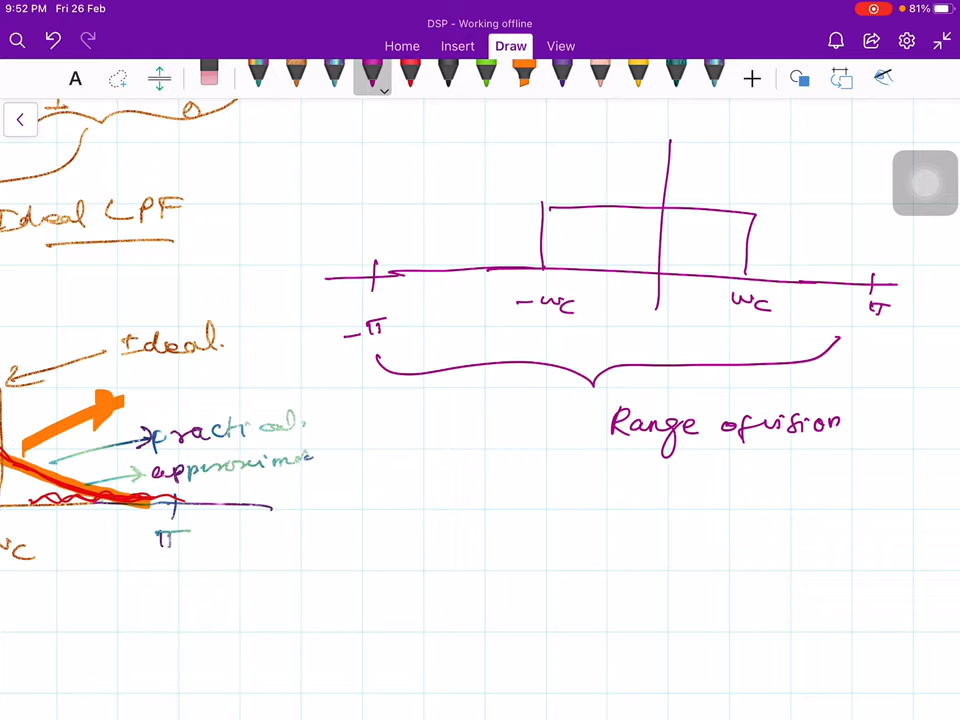 9:52 PM Fri 26 Feb
81%
DSP - Working offline
Home Insert Draw View
A
Ideal LPF
-π -ωc ωc π
Ideal.
Range of vision
practical.
approximate
π
ωc